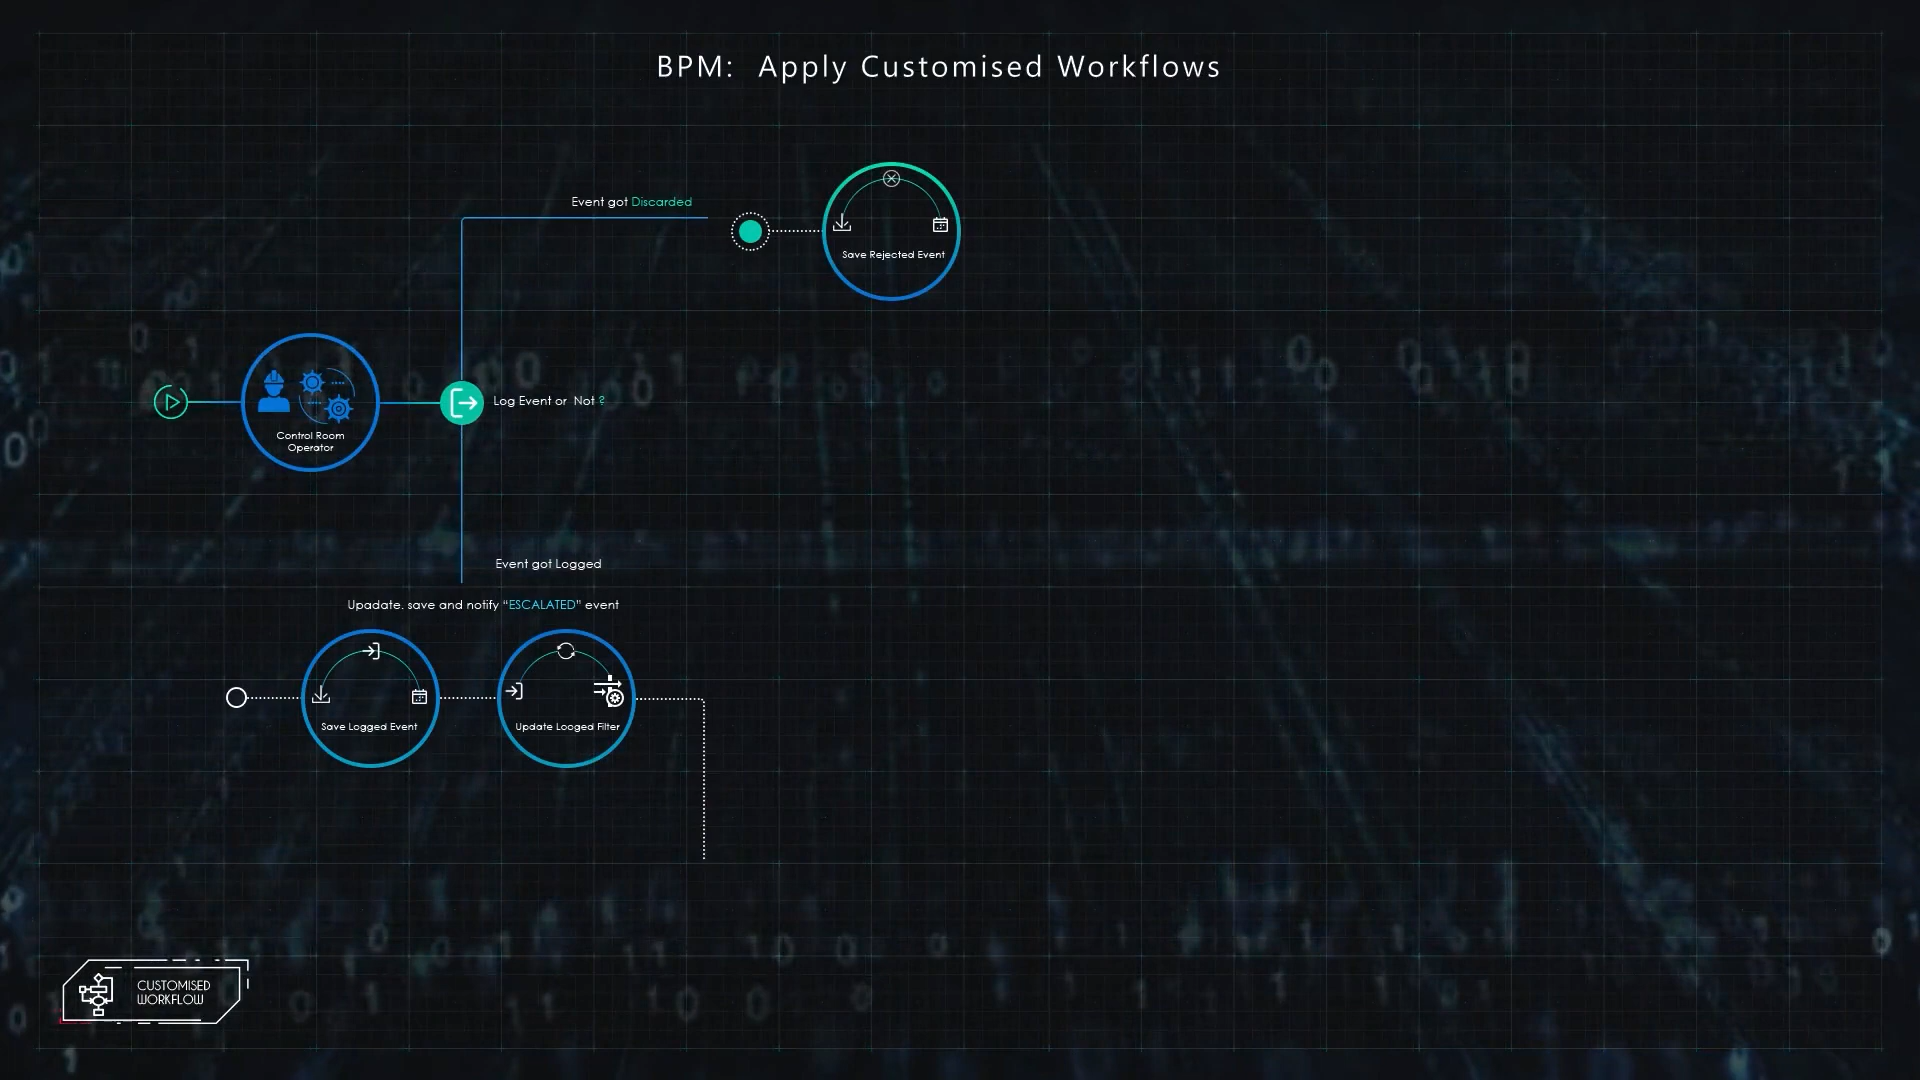 BPM: Apply Customised Workflows
Event got Discarded
Save Rejected Event
Log Event or Not ?
Control Room
Operator
Event got Logged
Upadate. save and notify “ESCALATED” event
Save Logged Event
Update Looged Filter
CUSTOMISED
WORKFLOW